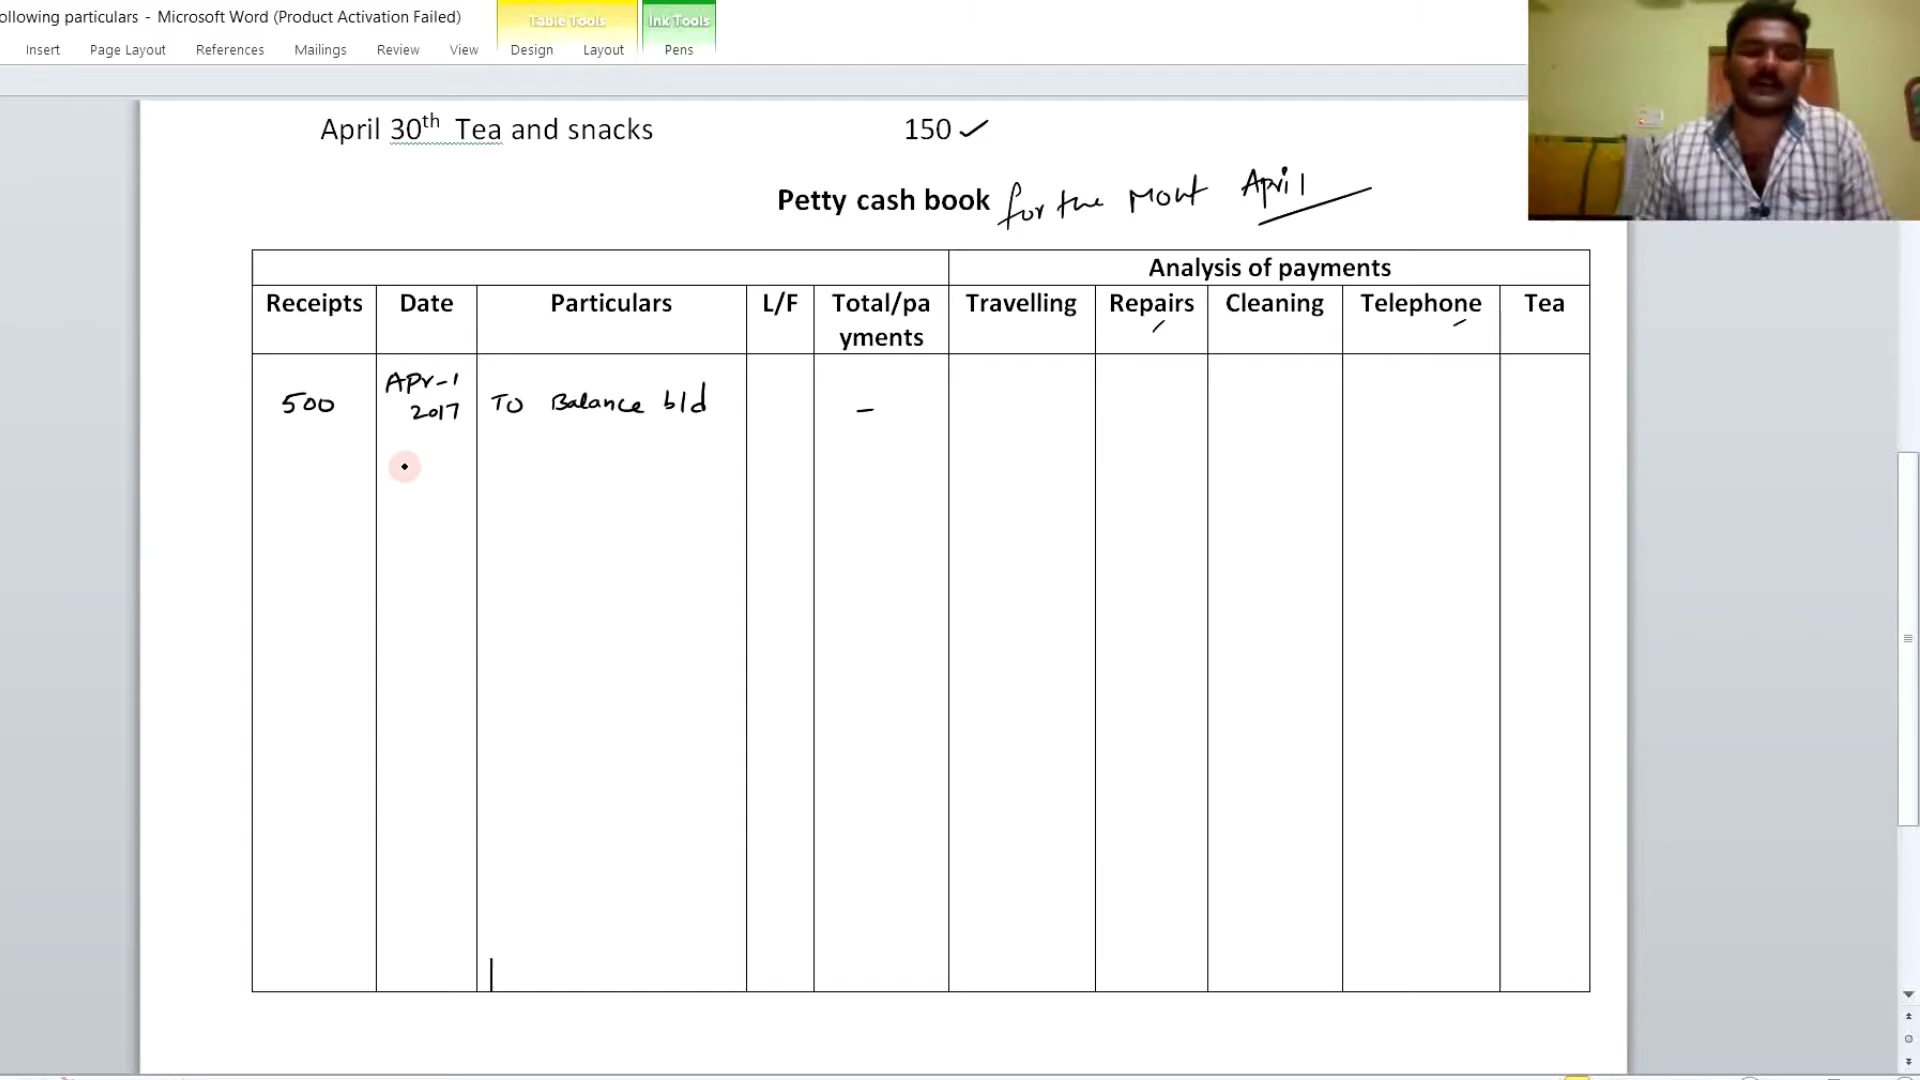 ollowing particulars - Microsoft Word (Product Activation Failed)
Table Tools
Ink Tools
Insert Page Layout References Mailings Review View Design Layout Pens
April 30th Tea and snacks 150 ✓
Petty cash book for the Mont April
Analysis of payments
Receipts Date Particulars L/F Total/pa
yments Travelling Repairs Cleaning Telephone Tea
500 Apr-1
2017 To Balance b/d –